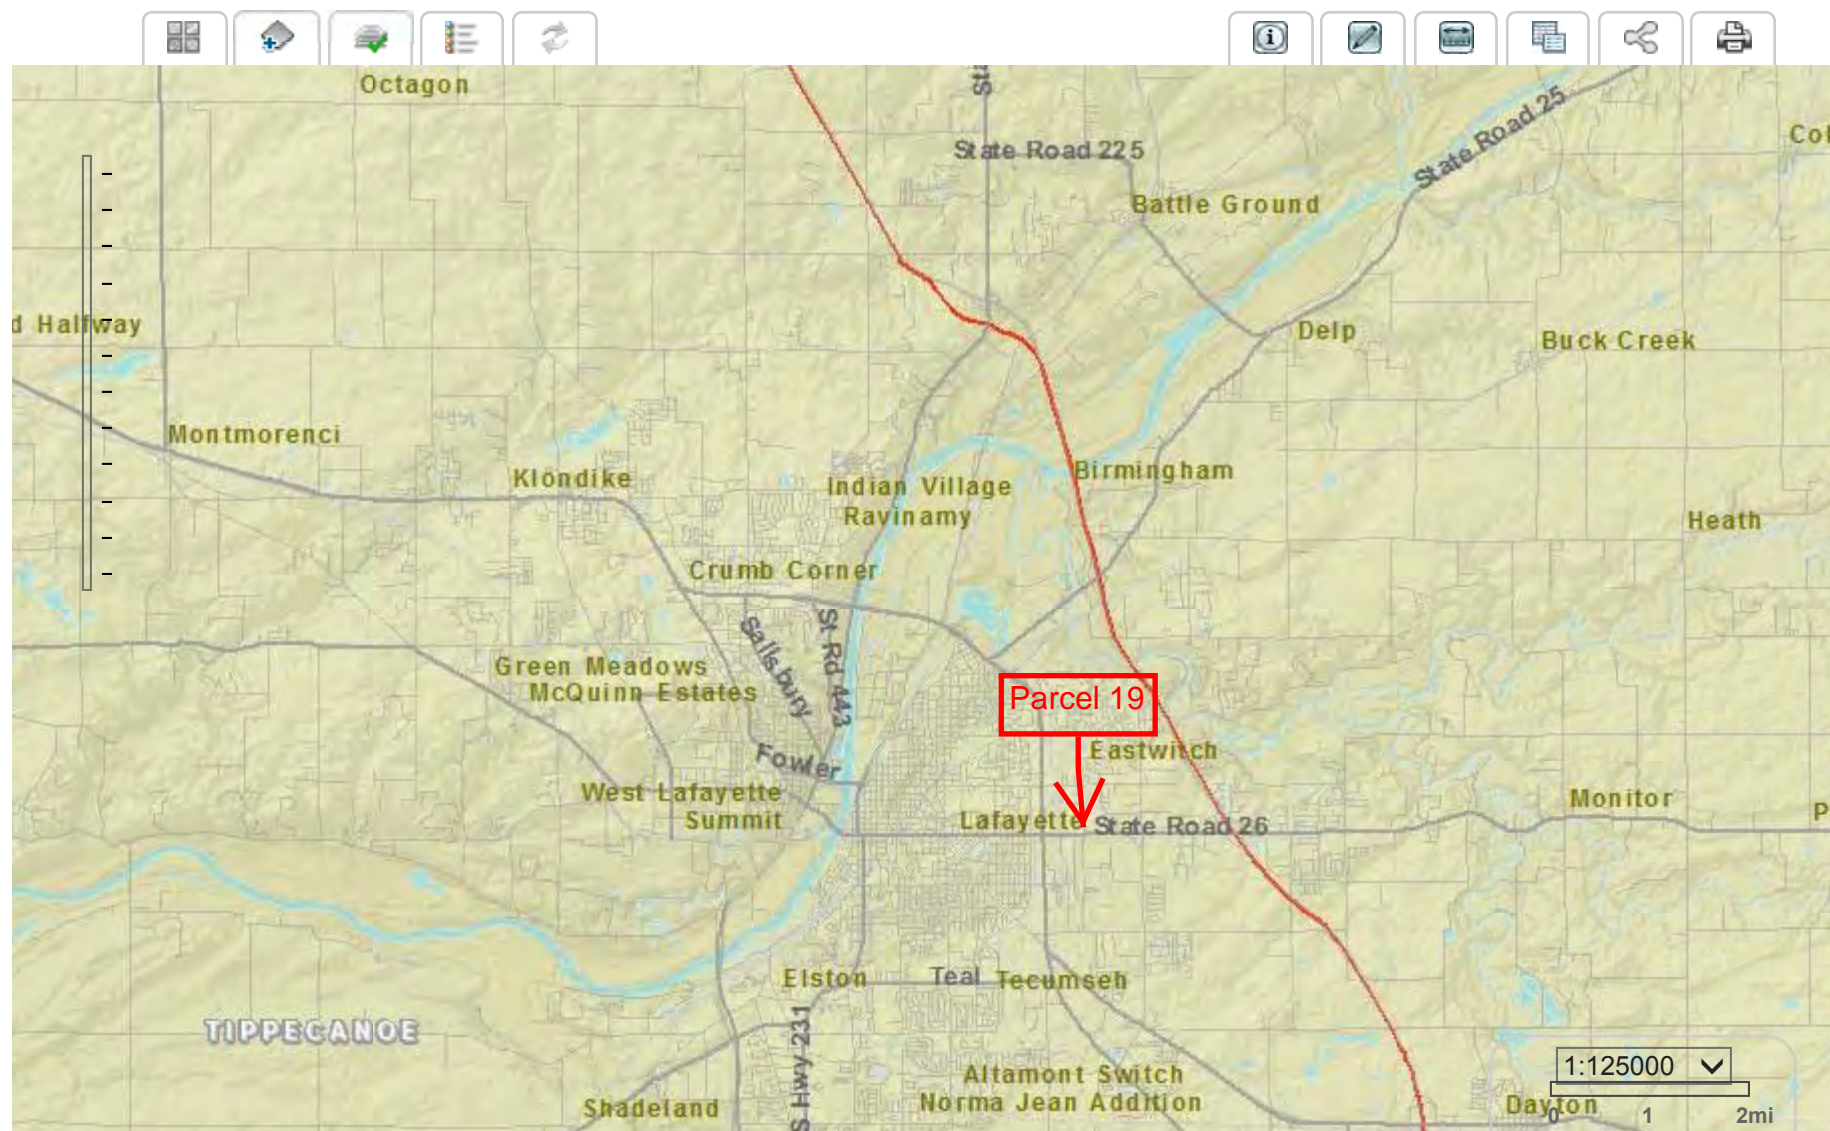 Octagon
State Road 225
State Road 25
Battle Ground
d Halfway
Delp
Buck Creek
Montmorenci
Klondike
Indian Village
Ravinamy
Birmingham
Heath
Crumb Corner
Salisbury
St Rd 443
Green Meadows
McQuinn Estates
Parcel 19
Eastwitch
Fowler
West Lafayette
Summit
Lafayette
State Road 26
Monitor
P
Elston
Teal
Tecumseh
TIPPECANOE
S Hwy 231
Altamont Switch
Norma Jean Addition
Shadeland
Dayton
1:125000
0 1 2mi